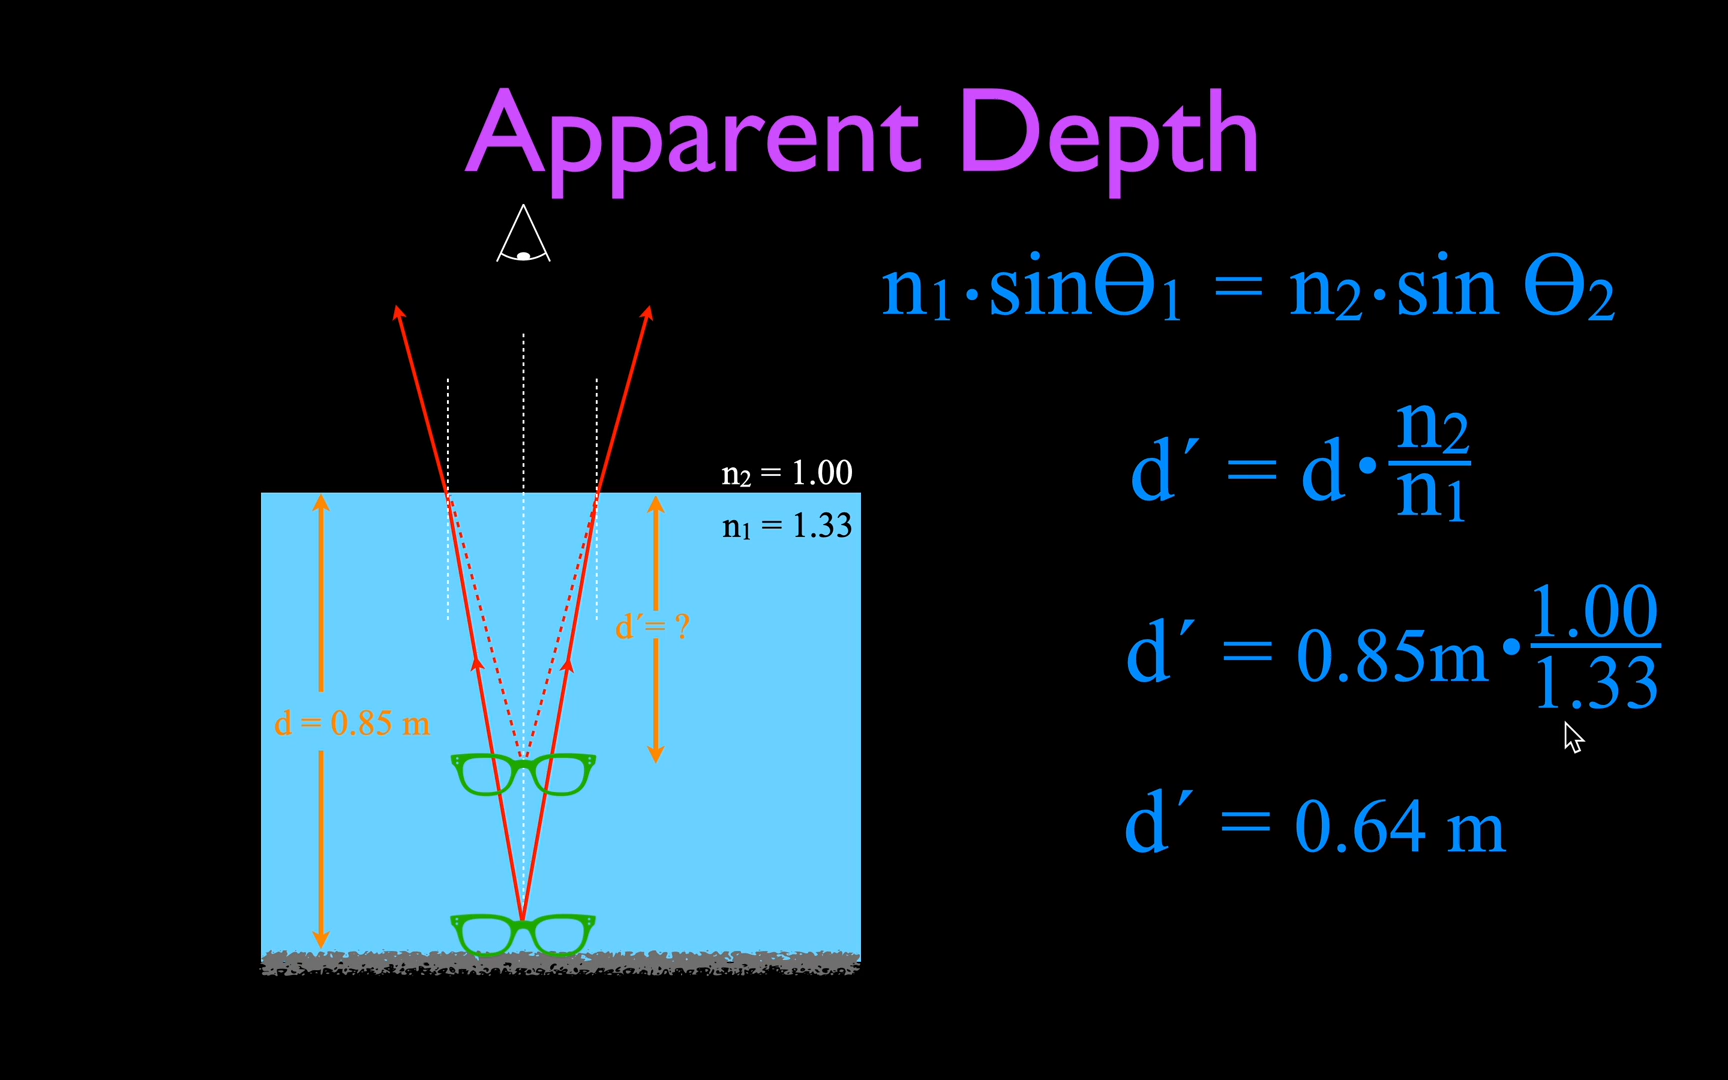 Apparent Depth
n₁·sinΘ₁ = n₂·sin Θ₂
n₂ = 1.00
n₁ = 1.33
d = 0.85 m
d´= ?
d´ = d·n₂/n₁
d´ = 0.85m·1.00/1.33
d´ = 0.64 m